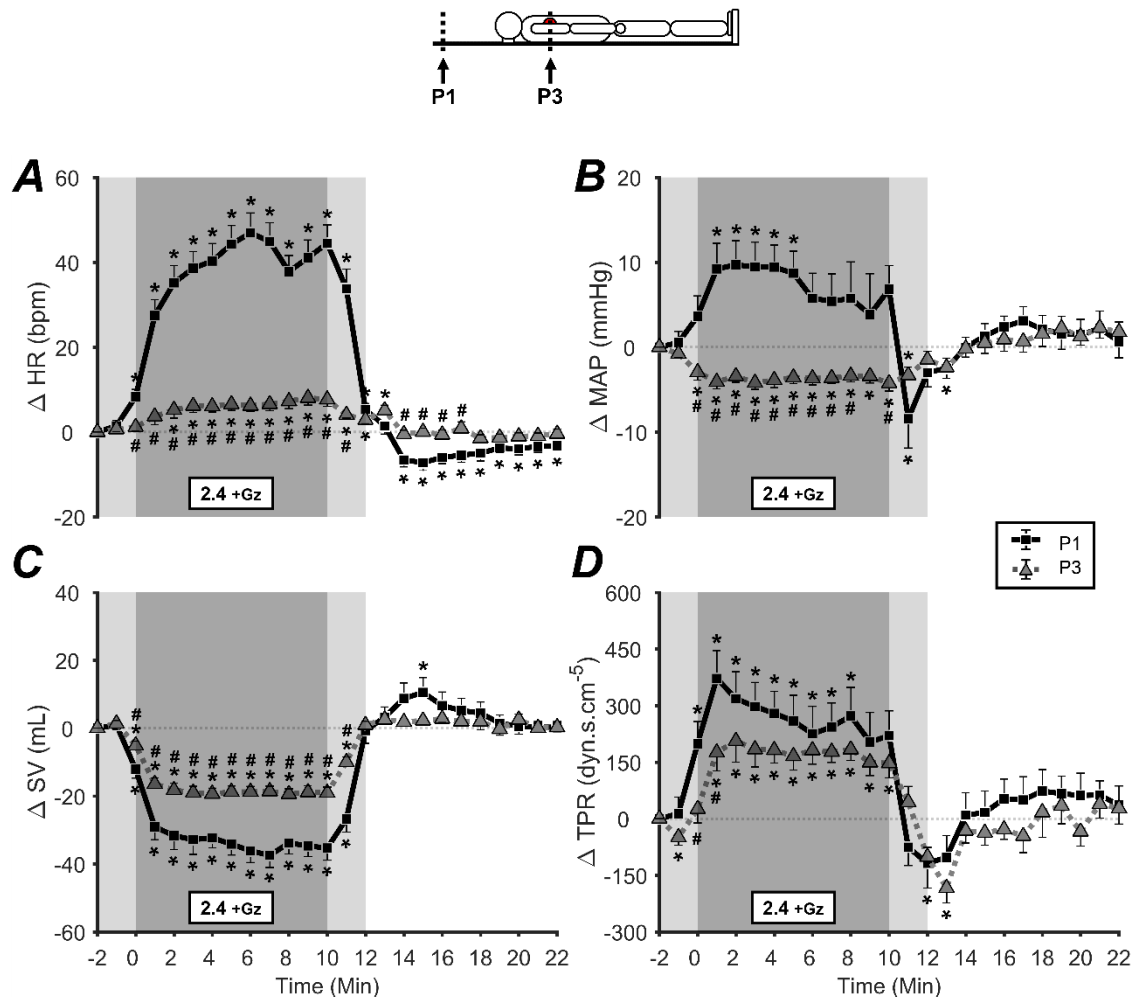 P1 P3
A
Δ HR (bpm)
60
40
20
0
-20
2.4 +Gz
B
Δ MAP (mmHg)
20
10
0
-10
-20
2.4 +Gz
P1
P3
C
Δ SV (mL)
40
20
0
-20
-40
-60
2.4 +Gz
-2 0 2 4 6 8 10 12 14 16 18 20 22
Time (Min)
D
Δ TPR (dyn.s.cm-5)
600
450
300
150
0
-150
-300
2.4 +Gz
-2 0 2 4 6 8 10 12 14 16 18 20 22
Time (Min)